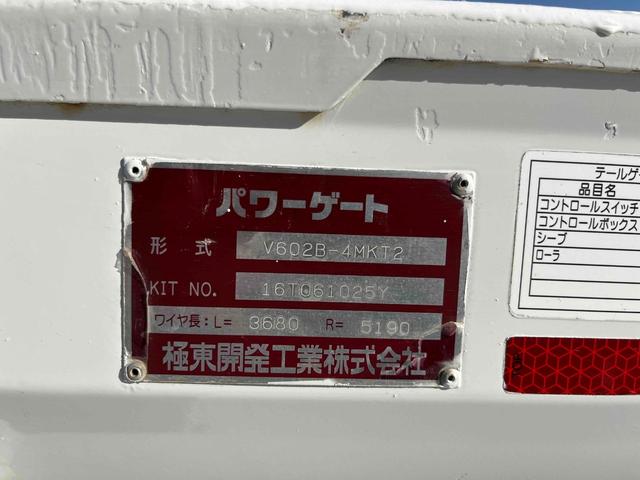 パワーゲート
形式 V602B-4MKT2
KIT NO. 16T061025Y
ワイヤ長:L= 3680 R= 5190
極東開発工業株式会社
テールゲ
品目名
コントロールスイッチ
コントロールボックス
シーブ
ローラ